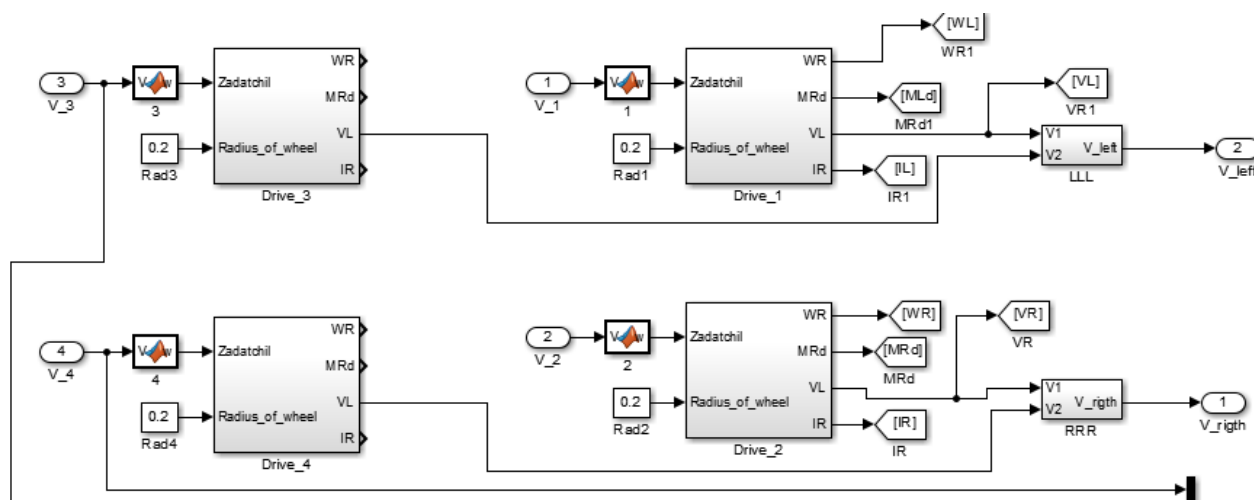 [WL]
WR1
3
V_3
V w
3
Zadatchil
WR
MRd
VL
IR
0.2
Rad3
Radius_of_wheel
Drive_3
1
V_1
V w
1
Zadatchil
WR
MRd
VL
IR
0.2
Rad1
Radius_of_wheel
Drive_1
[MLd]
MRd1
[VL]
VR1
[IL]
IR1
V1
V2
V_left
LLL
2
V_left
4
V_4
V w
4
Zadatchil
WR
MRd
VL
IR
0.2
Rad4
Radius_of_wheel
Drive_4
2
V_2
V w
2
Zadatchil
WR
MRd
VL
IR
0.2
Rad2
Radius_of_wheel
Drive_2
[WR]
[MRd]
MRd
[VR]
VR
[IR]
IR
V1
V2
V_rigth
RRR
1
V_rigth